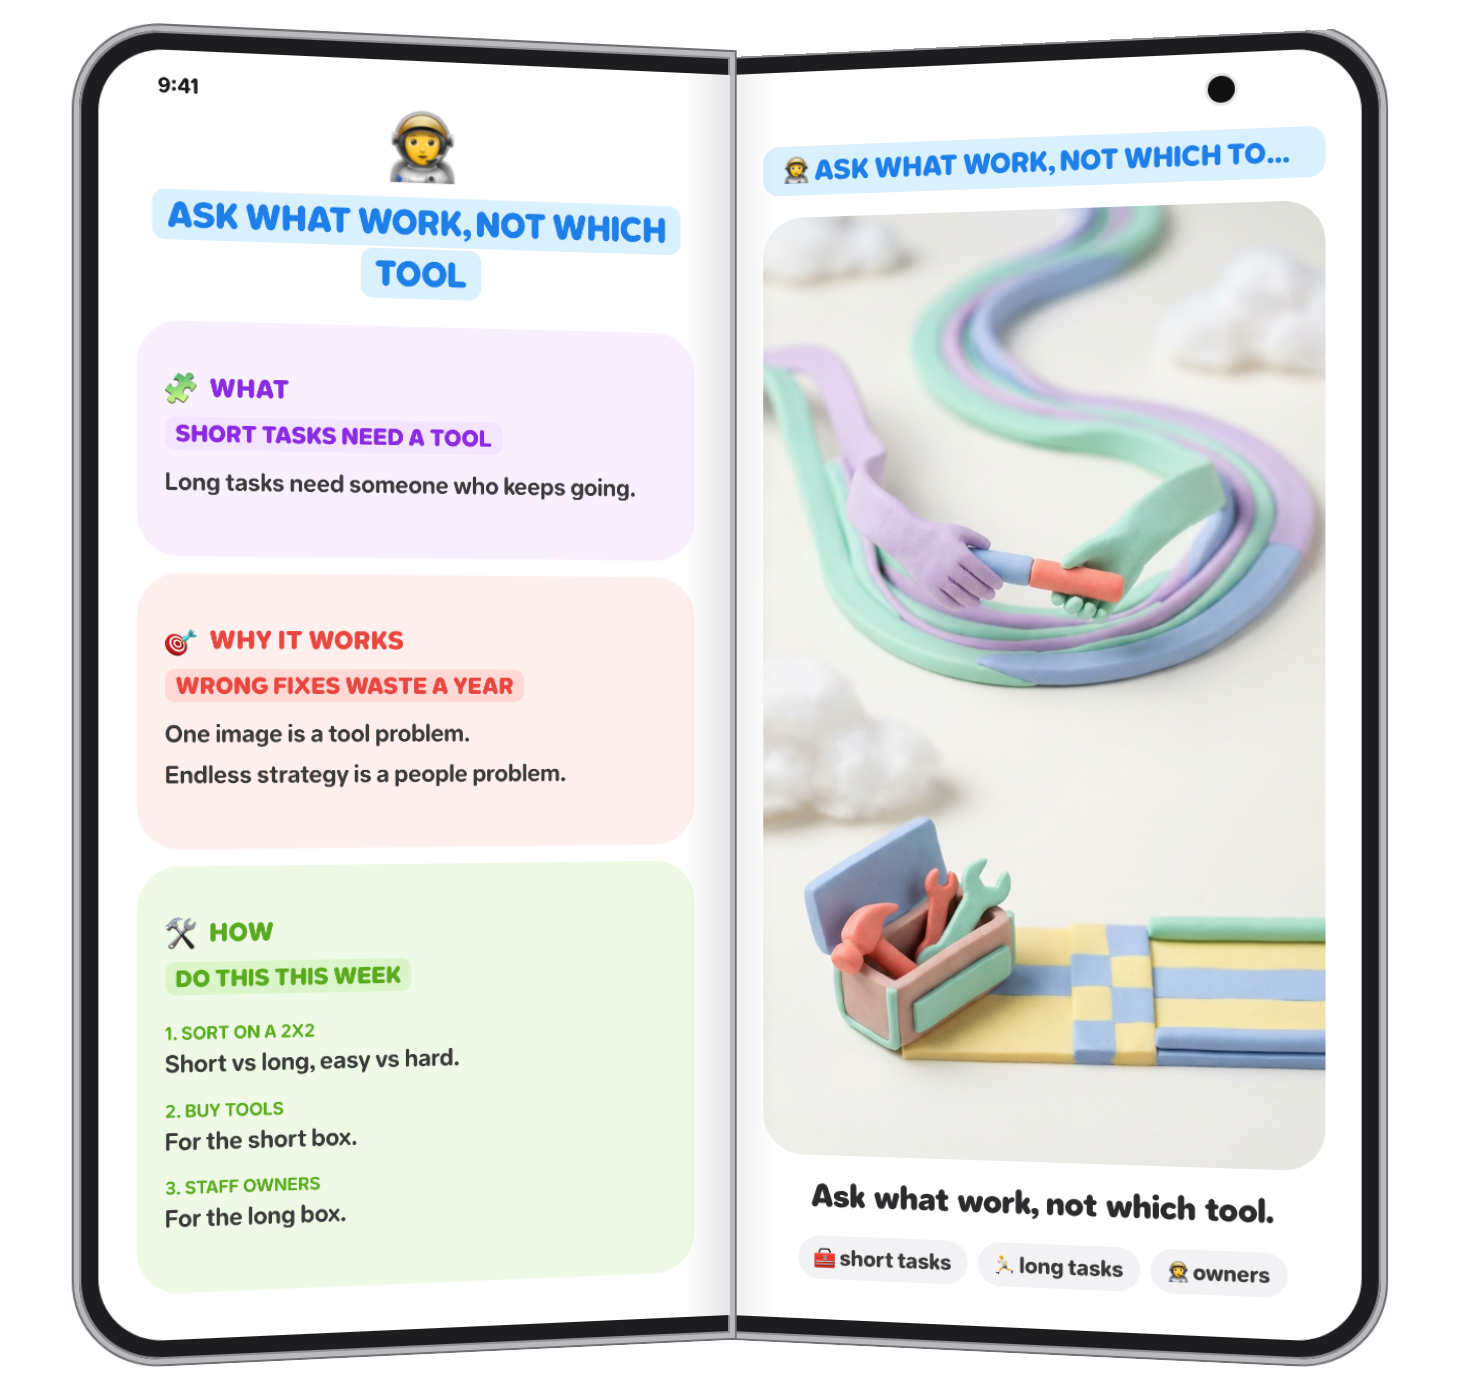 9:41
ASK WHAT WORK, NOT WHICH
TOOL
WHAT
SHORT TASKS NEED A TOOL
Long tasks need someone who keeps going.
WHY IT WORKS
WRONG FIXES WASTE A YEAR
One image is a tool problem.
Endless strategy is a people problem.
HOW
DO THIS THIS WEEK
1. SORT ON A 2X2
Short vs long, easy vs hard.
2. BUY TOOLS
For the short box.
3. STAFF OWNERS
For the long box.
ASK WHAT WORK, NOT WHICH TO...
Ask what work, not which tool.
short tasks
long tasks
owners